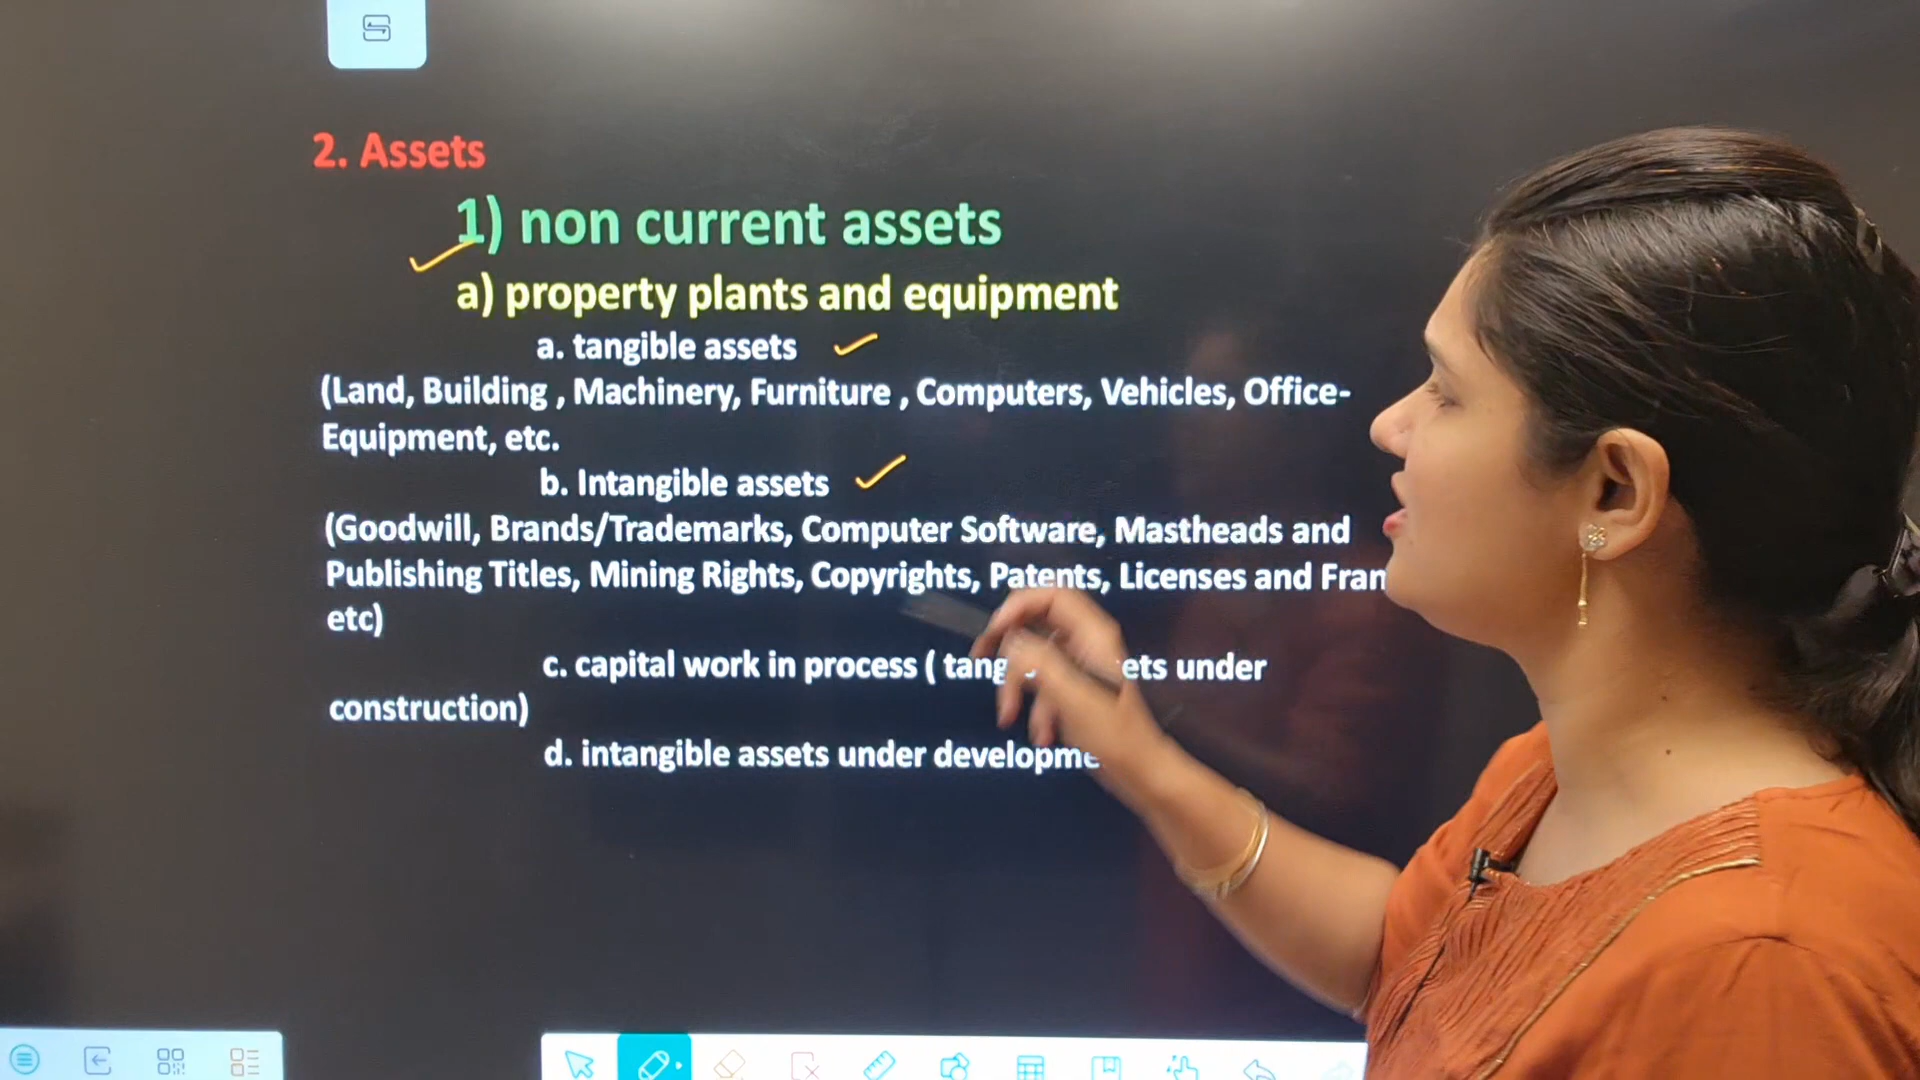 2. Assets
1) non current assets
a) property plants and equipment
a. tangible assets
(Land, Building , Machinery, Furniture , Computers, Vehicles, Office-
Equipment, etc.
b. Intangible assets
(Goodwill, Brands/Trademarks, Computer Software, Mastheads and
Publishing Titles, Mining Rights, Copyrights, Patents, Licenses and
etc)
c. capital work in process ( under
construction)
d. intangible assets under